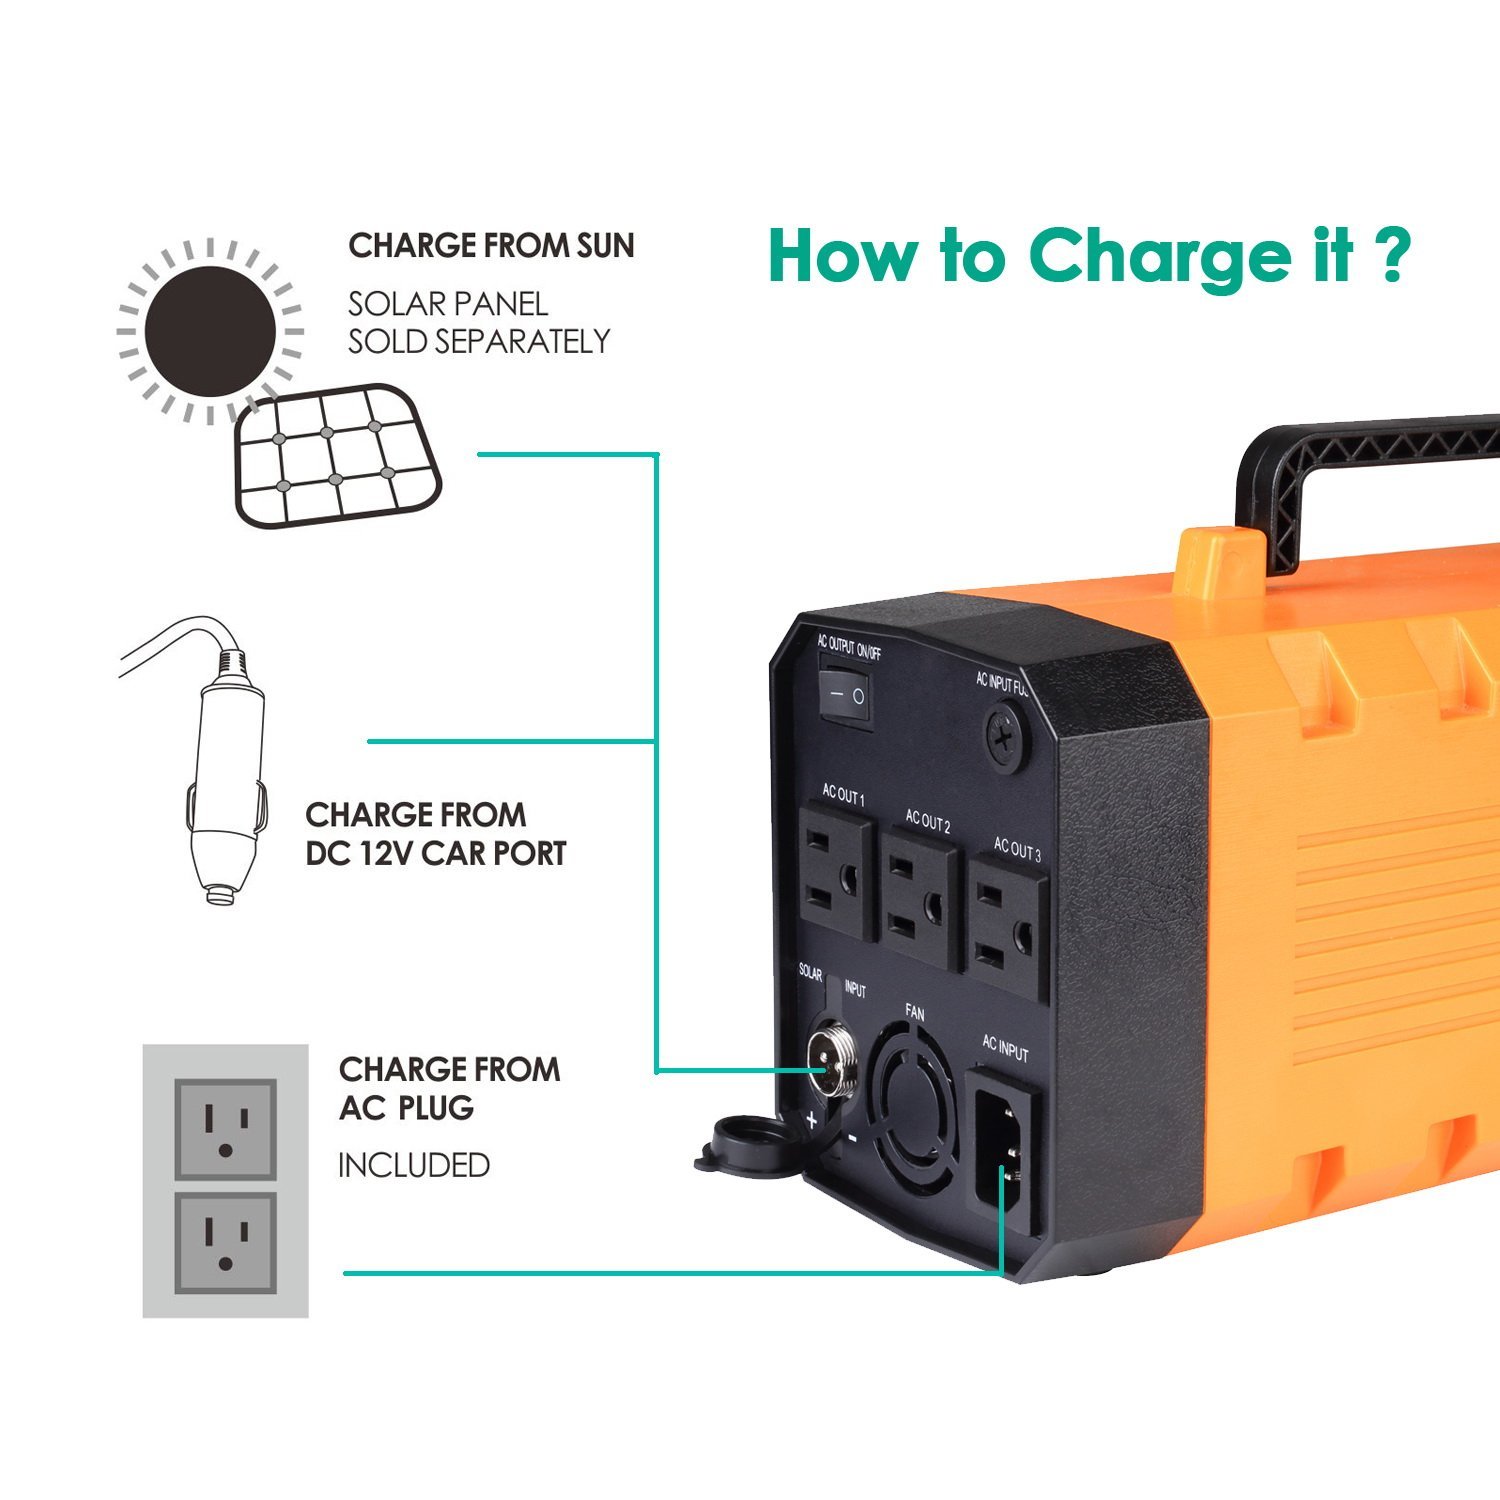 How to Charge it ?
CHARGE FROM SUN
SOLAR PANEL
SOLD SEPARATELY
CHARGE FROM
DC 12V CAR PORT
CHARGE FROM
AC PLUG
INCLUDED
AC OUTPUT ON/OFF
AC INPUT
AC OUT 1
AC OUT 2
AC OUT 3
SOLAR INPUT
FAN
AC INPUT
+ -